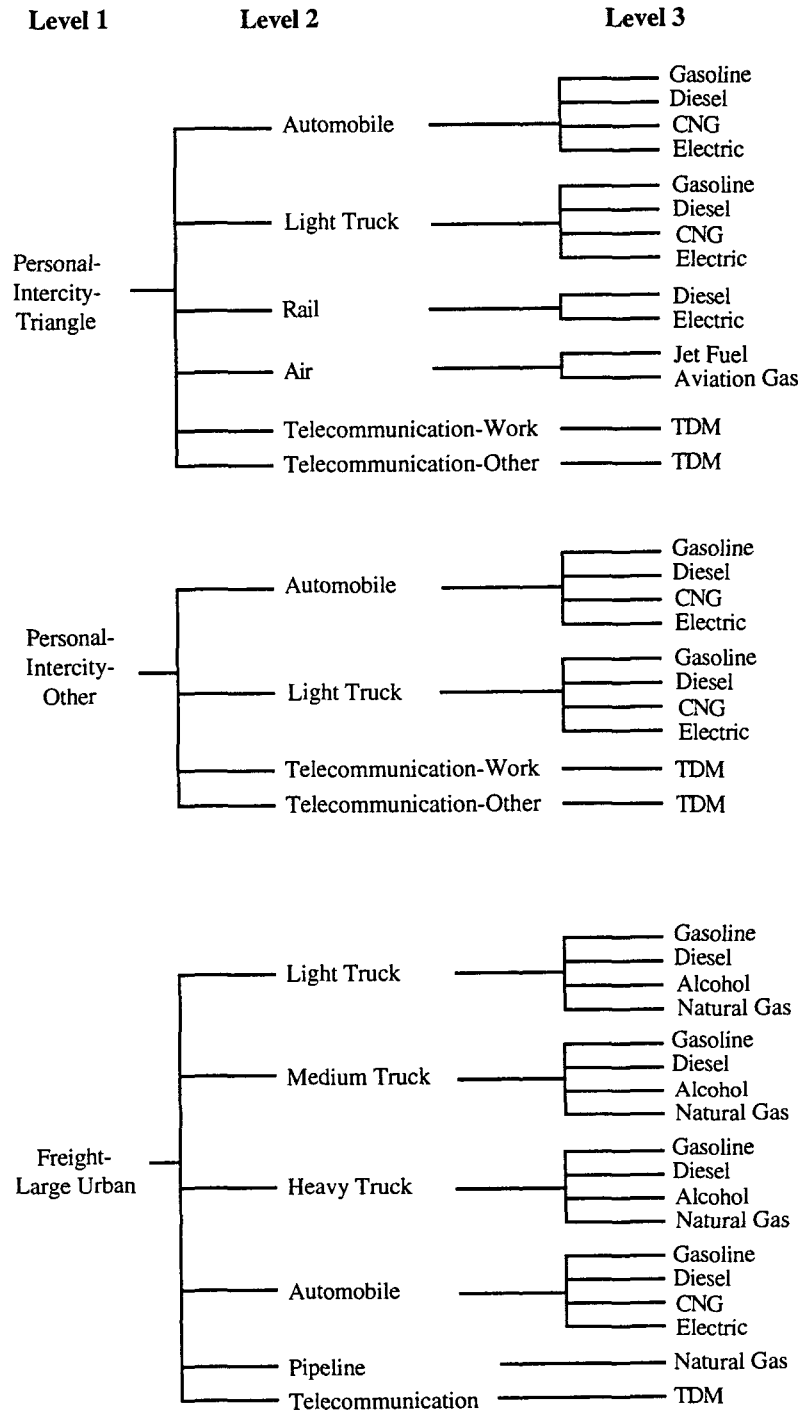 Level 1 Level 2 Level 3
Gasoline
Diesel
Automobile CNG
Electric
Gasoline
Diesel
Light Truck CNG
Electric
Personal-
Intercity-
Triangle
Diesel
Rail Electric
Jet Fuel
Air Aviation Gas
Telecommunication-Work TDM
Telecommunication-Other TDM
Gasoline
Diesel
Automobile CNG
Electric
Personal-
Intercity-
Other
Gasoline
Diesel
Light Truck CNG
Electric
Telecommunication-Work TDM
Telecommunication-Other TDM
Gasoline
Diesel
Light Truck Alcohol
Natural Gas
Gasoline
Diesel
Medium Truck Alcohol
Natural Gas
Freight-
Large Urban
Gasoline
Diesel
Heavy Truck Alcohol
Natural Gas
Gasoline
Diesel
Automobile CNG
Electric
Pipeline Natural Gas
Telecommunication TDM